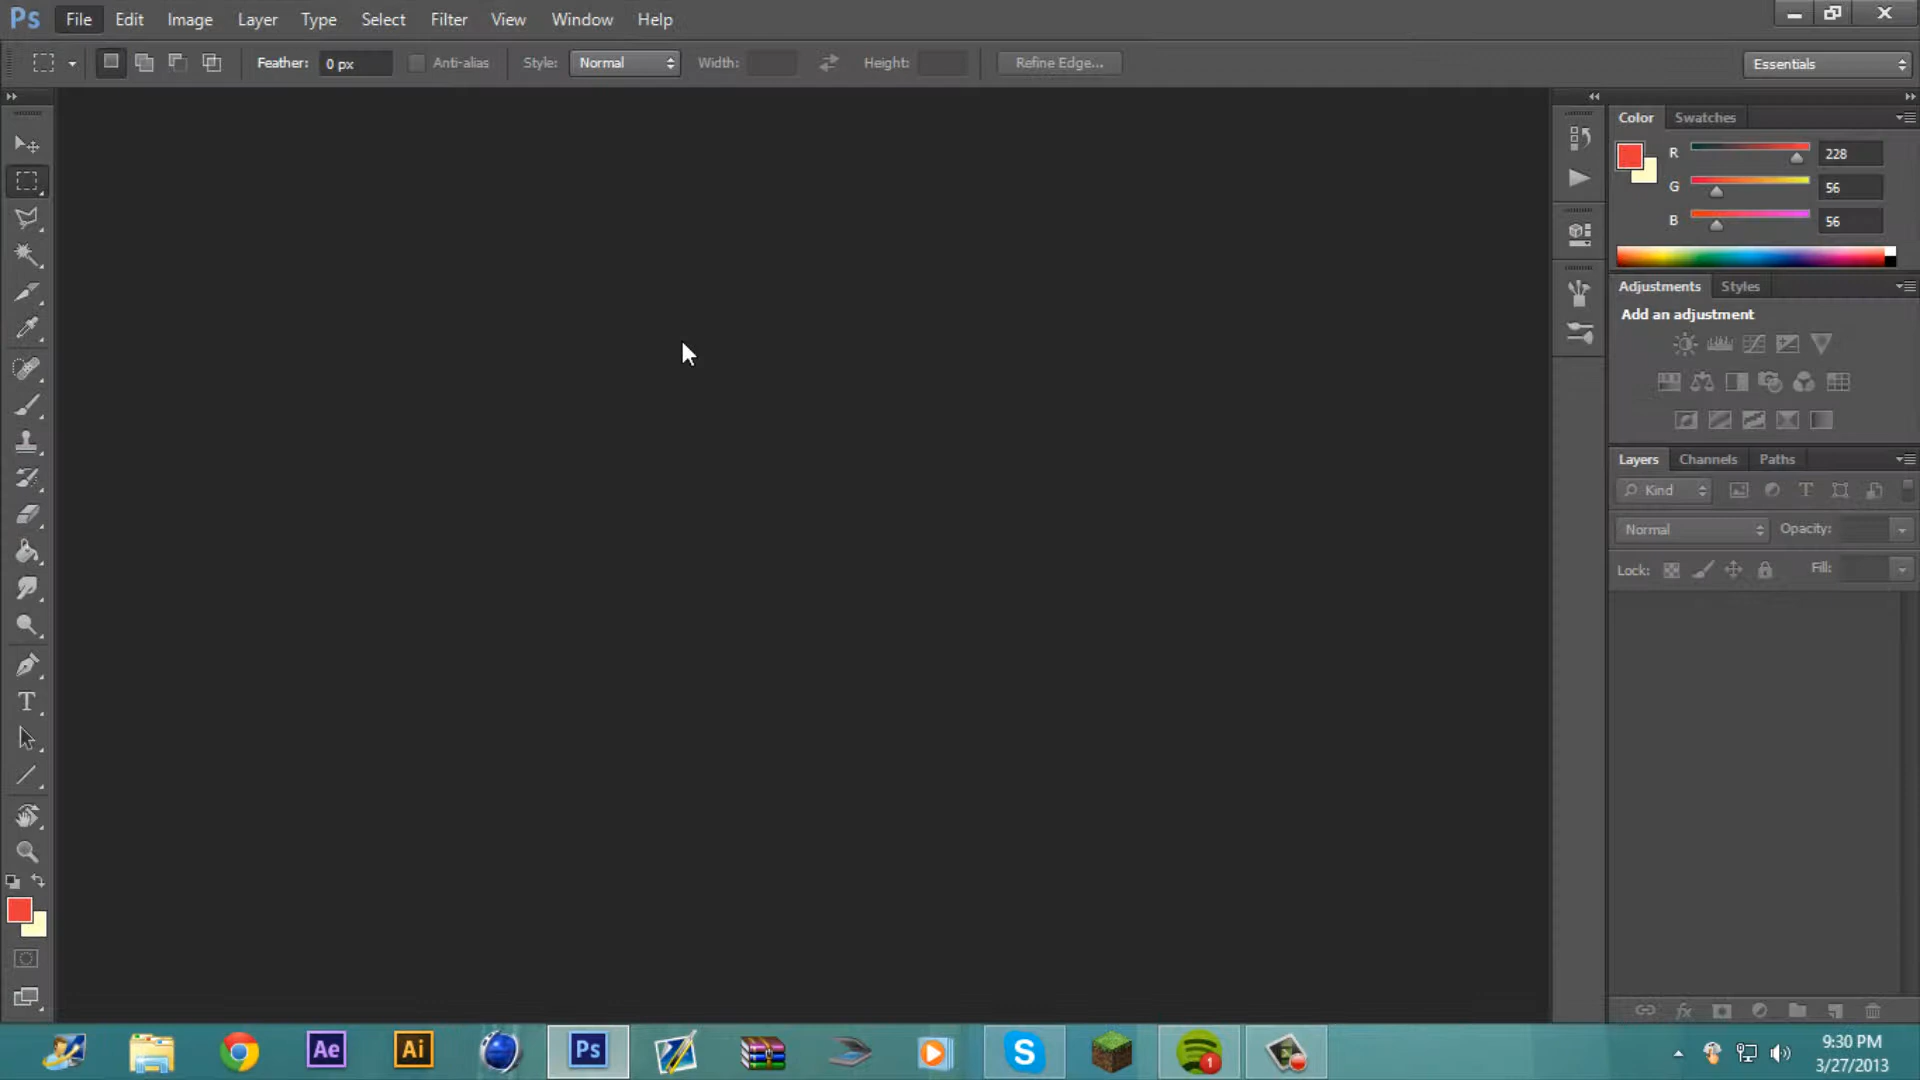 Ps File Edit Image Layer Type Select Filter View Window Help
Feather: 0 px Anti-alias Style: Normal Width: Height: Refine Edge... Essentials
Color Swatches
R 228
G 56
B 56
Adjustments Styles
Add an adjustment
Layers Channels Paths
Kind T
Normal Opacity:
Lock: Fill:
fx
T
Ae Ai Ps S 1
9:30 PM
3/27/2013